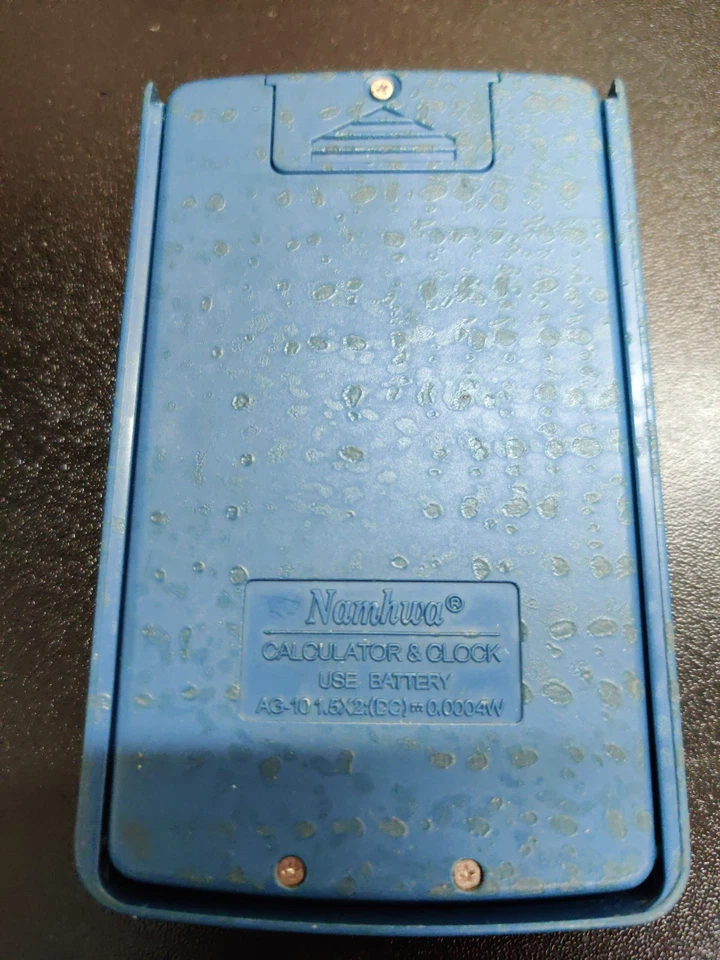 Namhwa®
CALCULATOR & CLOCK
USE BATTERY
AG-10 1.5X2:(DC)⎓0.0004W